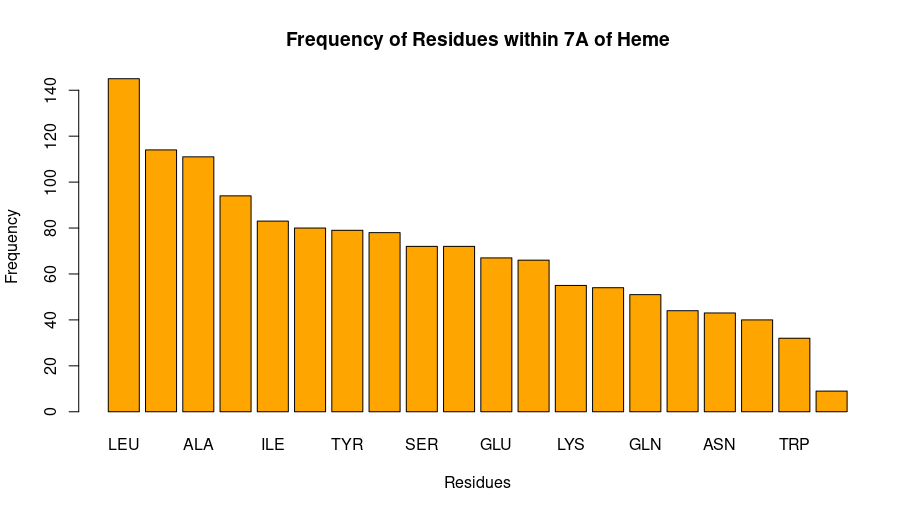 Frequency of Residues within 7A of Heme
Frequency
140
120
100
80
60
40
20
0
LEU ALA ILE TYR SER GLU LYS GLN ASN TRP
Residues